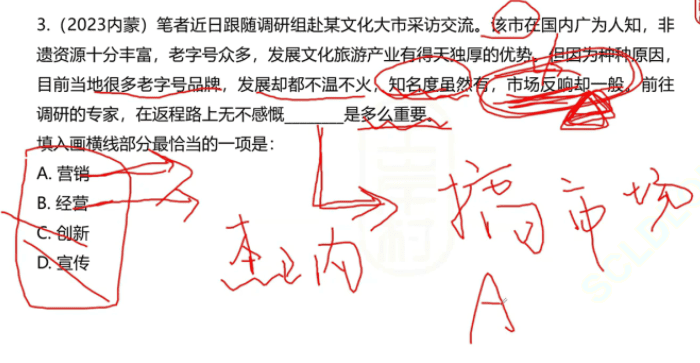 3.（2023内蒙）笔者近日跟随调研组赴某文化大市采访交流。该市在国内广为人知，非
遗资源十分丰富，老字号众多，发展文化旅游产业有得天独厚的优势。但因为种种原因，
目前当地很多老字号品牌，发展却都不温不火，知名度虽然有，市场反响却一般。前往
调研的专家，在返程路上无不感慨_______是多么重要。
填入画横线部分最恰当的一项是：
A. 营销
B. 经营
C. 创新
D. 宣传
内
搞市场
A